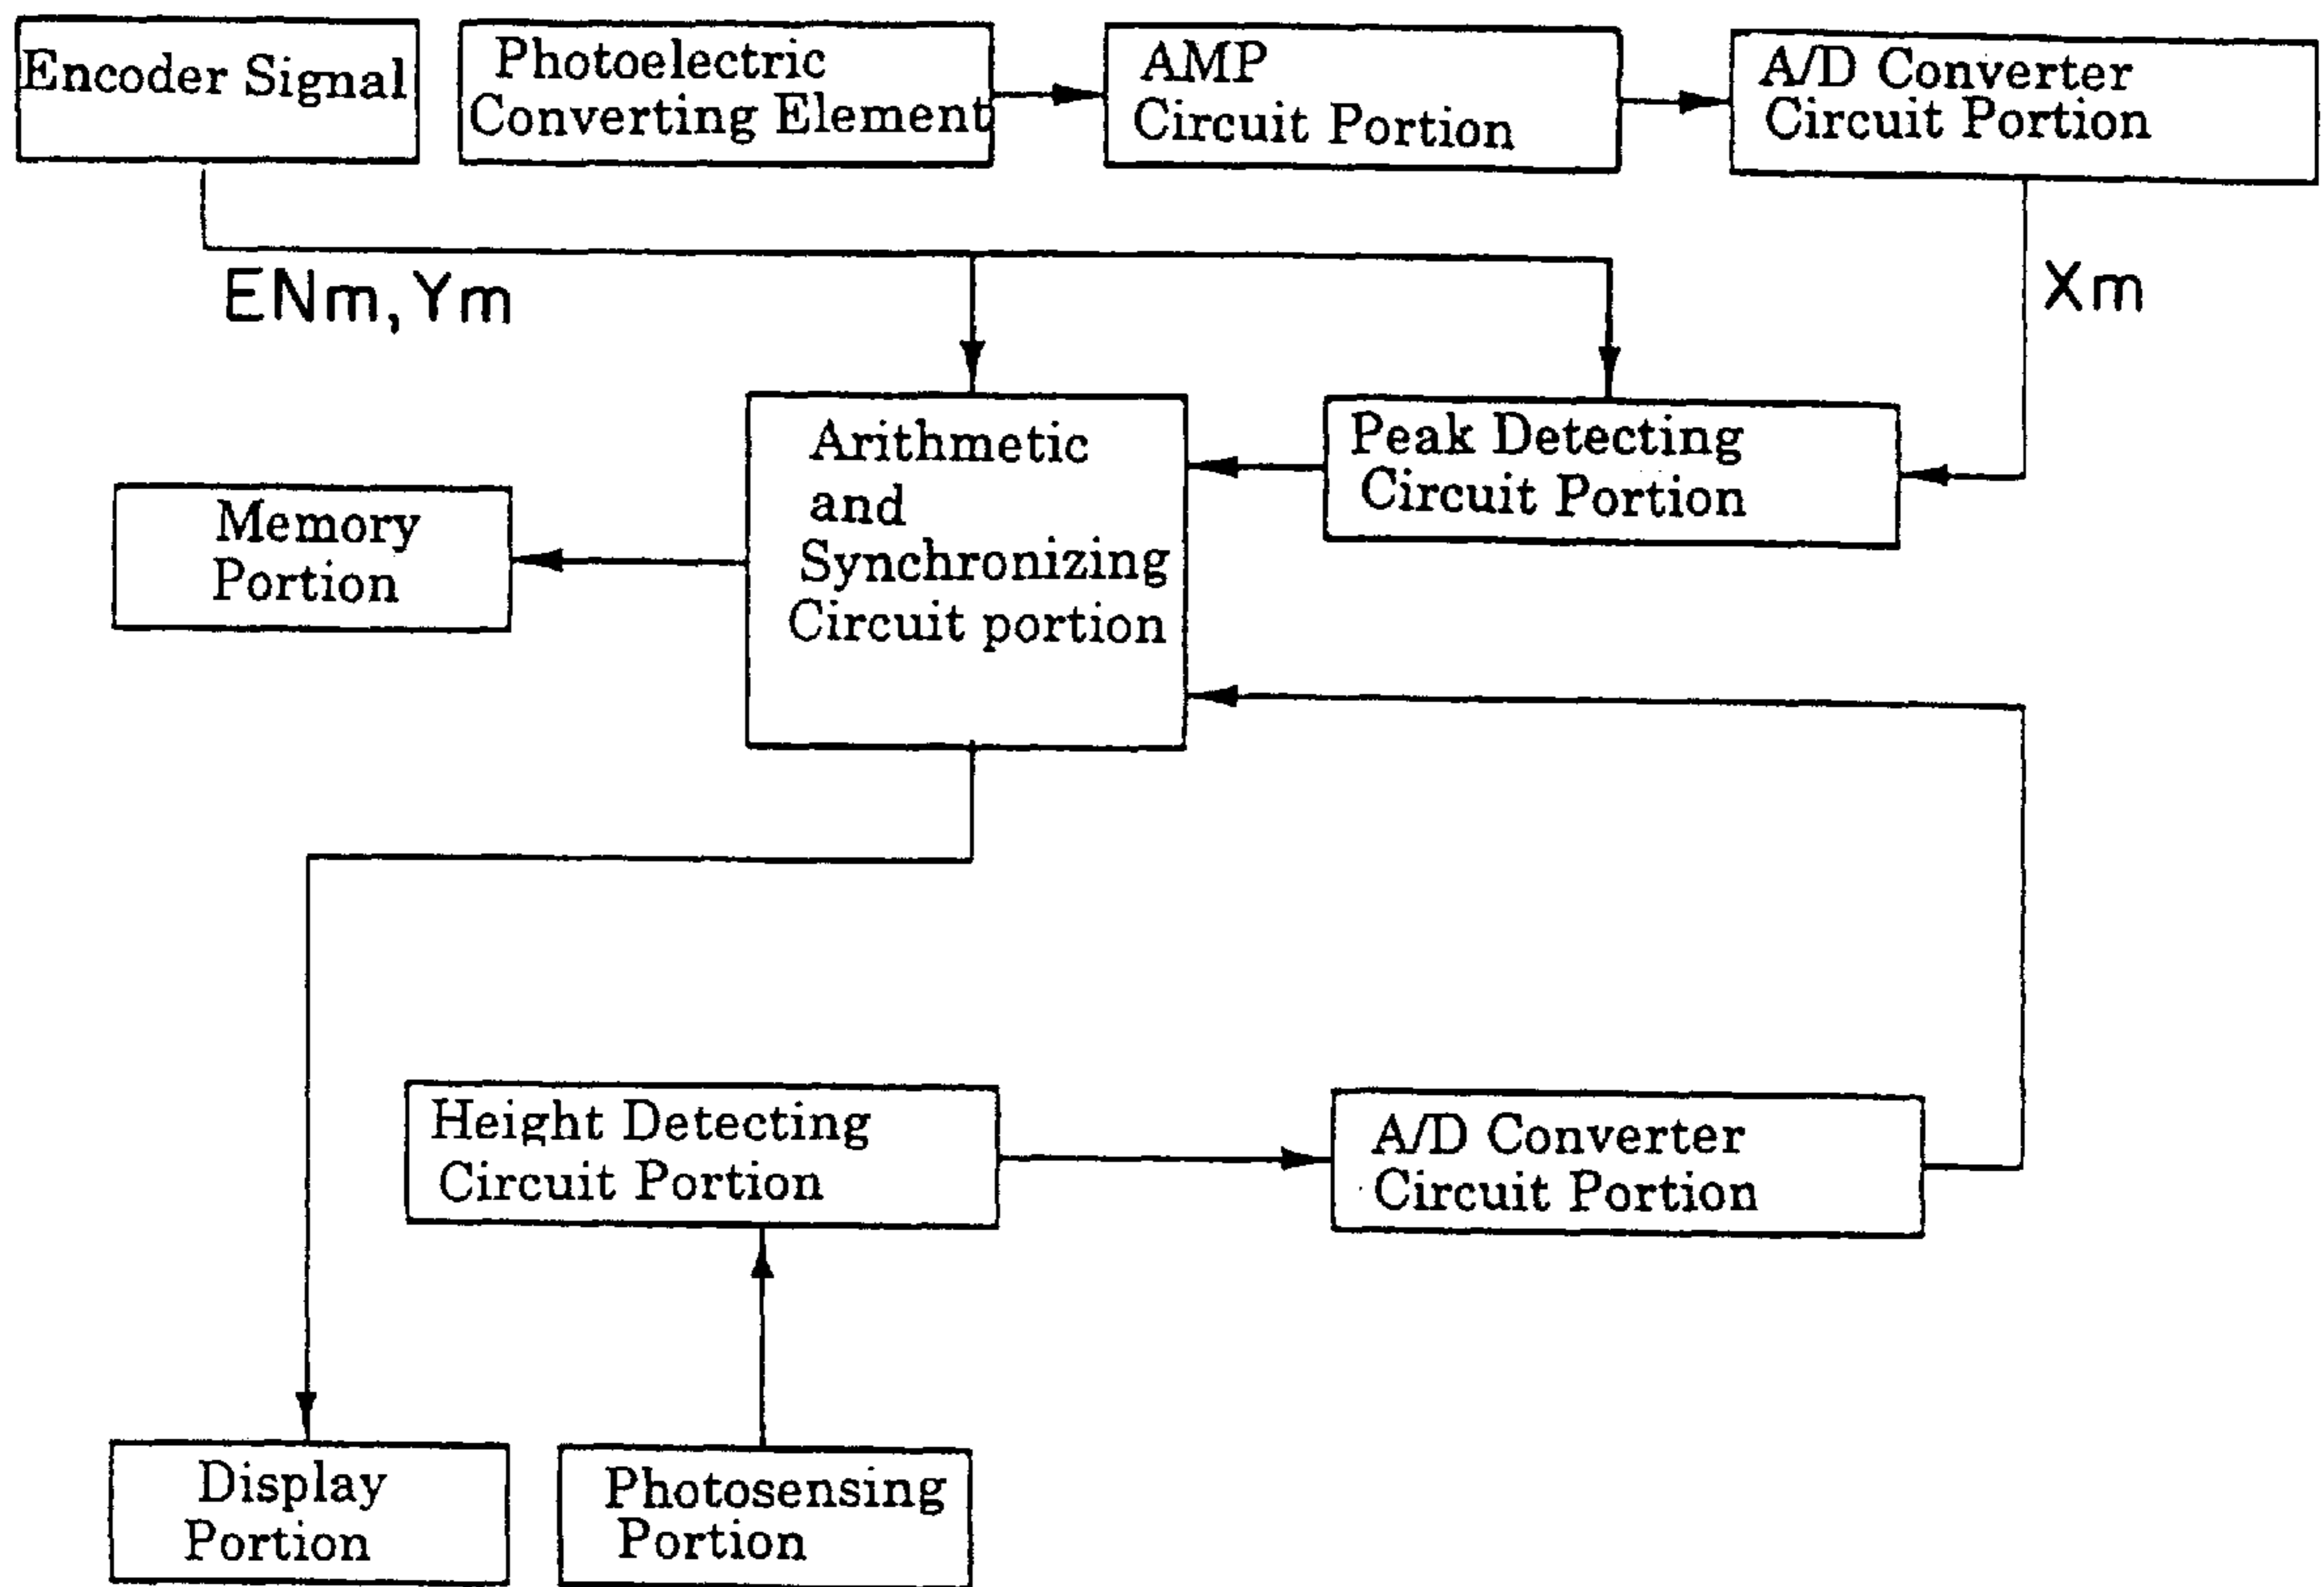 Encoder Signal
Photoelectric
Converting Element
AMP
Circuit Portion
A/D Converter
Circuit Portion
ENm, Ym
Xm
Arithmetic
and
Synchronizing
Circuit portion
Peak Detecting
Circuit Portion
Memory
Portion
Height Detecting
Circuit Portion
A/D Converter
Circuit Portion
Display
Portion
Photosensing
Portion